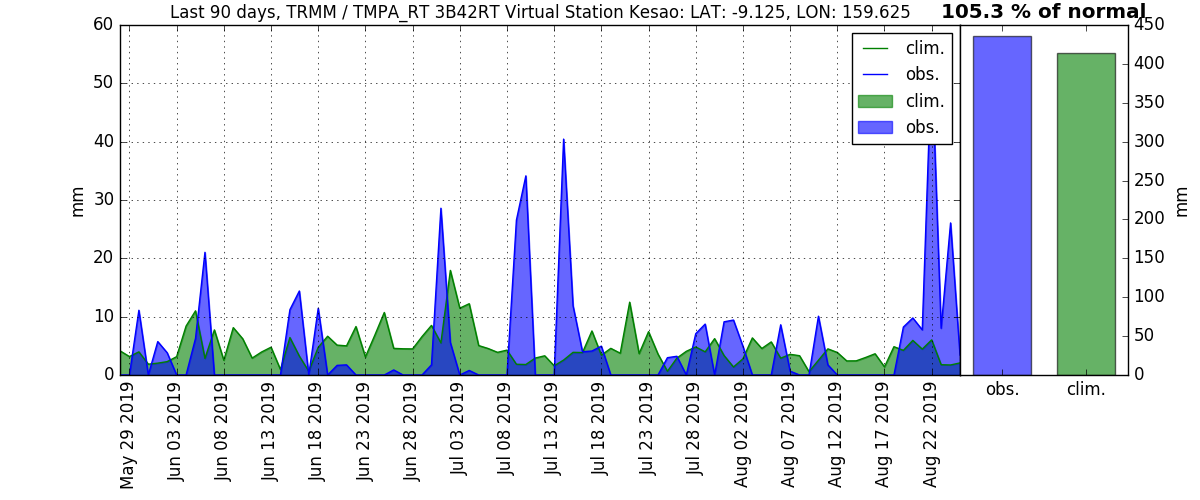 Last 90 days, TRMM / TMPA_RT 3B42RT Virtual Station Kesao: LAT: -9.125, LON: 159.625
105.3 % of normal
60
50
40
30
20
10
0
mm
clim.
obs.
clim.
obs.
450
400
350
300
250
200
150
100
50
0
mm
May 29 2019
Jun 03 2019
Jun 08 2019
Jun 13 2019
Jun 18 2019
Jun 23 2019
Jun 28 2019
Jul 03 2019
Jul 08 2019
Jul 13 2019
Jul 18 2019
Jul 23 2019
Jul 28 2019
Aug 02 2019
Aug 07 2019
Aug 12 2019
Aug 17 2019
Aug 22 2019
obs.
clim.